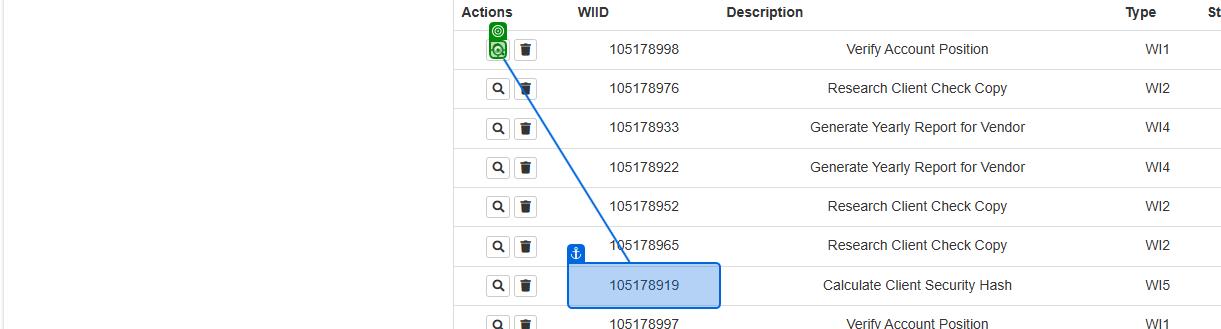 Actions WIID Description Type St
105178998 Verify Account Position WI1
105178976 Research Client Check Copy WI2
105178933 Generate Yearly Report for Vendor WI4
105178922 Generate Yearly Report for Vendor WI4
105178952 Research Client Check Copy WI2
105178965 Research Client Check Copy WI2
105178919 Calculate Client Security Hash WI5
105178997 Verify Account Position WI1